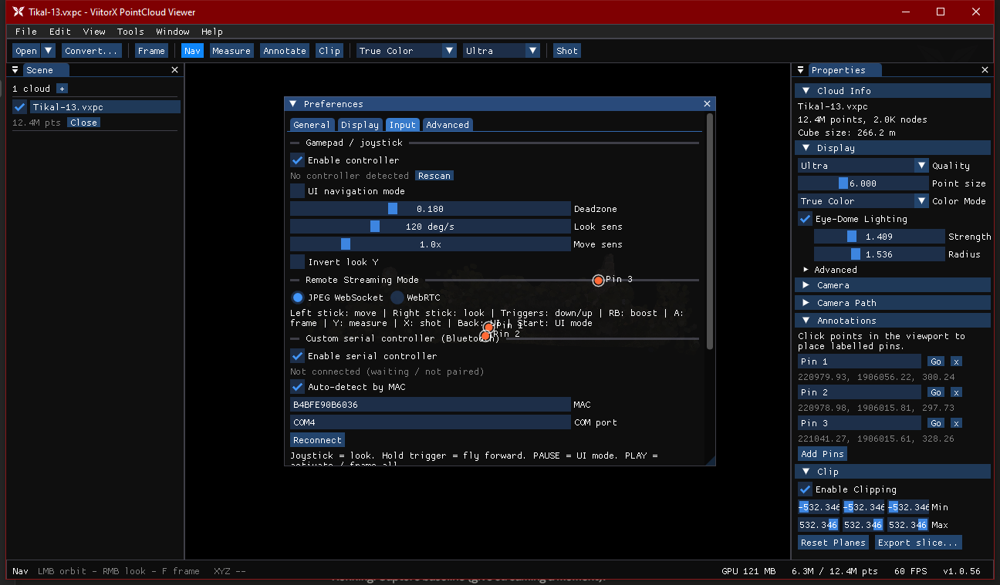 Tikal-13.vxpc - ViitorX PointCloud Viewer
File Edit View Tools Window Help
Open Convert... Frame Nav Measure Annotate Clip True Color Ultra Shot
Scene
1 cloud +
Tikal-13.vxpc
12.4M pts Close
Preferences
General Display Input Advanced
Gamepad / joystick
Enable controller
No controller detected Rescan
UI navigation mode
0.180 Deadzone
120 deg/s Look sens
1.0x Move sens
Invert look Y
Remote Streaming Mode
Pin 3
JPEG WebSocket WebRTC
Left stick: move | Right stick: look | Triggers: down/up | RB: boost | A:
frame | Y: measure | X: shot | Back: UI | Start: UI mode
Pin 1
Pin 2
Custom serial controller (Bluetooth)
Enable serial controller
Not connected (waiting / not paired)
Auto-detect by MAC
B4BFE90B6036 MAC
COM4 COM port
Reconnect
Joystick = look. Hold trigger = fly forward. PAUSE = UI mode. PLAY =
activate / frame all
Properties
Cloud Info
Tikal-13.vxpc
12.4M points, 2.0K nodes
Cube size: 266.2 m
Display
Ultra Quality
6.000 Point size
True Color Color Mode
Eye-Dome Lighting
1.409 Strength
1.536 Radius
Advanced
Camera
Camera Path
Annotations
Click points in the viewport to
place labelled pins.
Pin 1 Go x
220979.93, 1906056.22, 300.24
Pin 2 Go x
220978.98, 1906015.81, 297.73
Pin 3 Go x
221041.27, 1906015.61, 328.26
Add Pins
Clip
Enable Clipping
-532.346 -532.346 -532.346 Min
532.346 532.346 532.346 Max
Reset Planes Export slice...
Nav LMB orbit - RMB look - F frame XYZ -- GPU 121 MB 6.3M / 12.4M pts 60 FPS v1.0.56